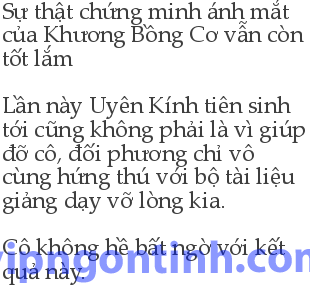 Sự thật chứng minh ánh mắt
của Khương Bồng Cơ vẫn còn
tốt lắm
Lần này Uyên Kính tiên sinh
tới cũng không phải là vì giúp
đỡ cô, đối phương chỉ vô
cùng hứng thú với bộ tài liệu
giảng dạy vỡ lòng kia.
Cô không hề bất ngờ với kết
quả này.
vipngontinh.com